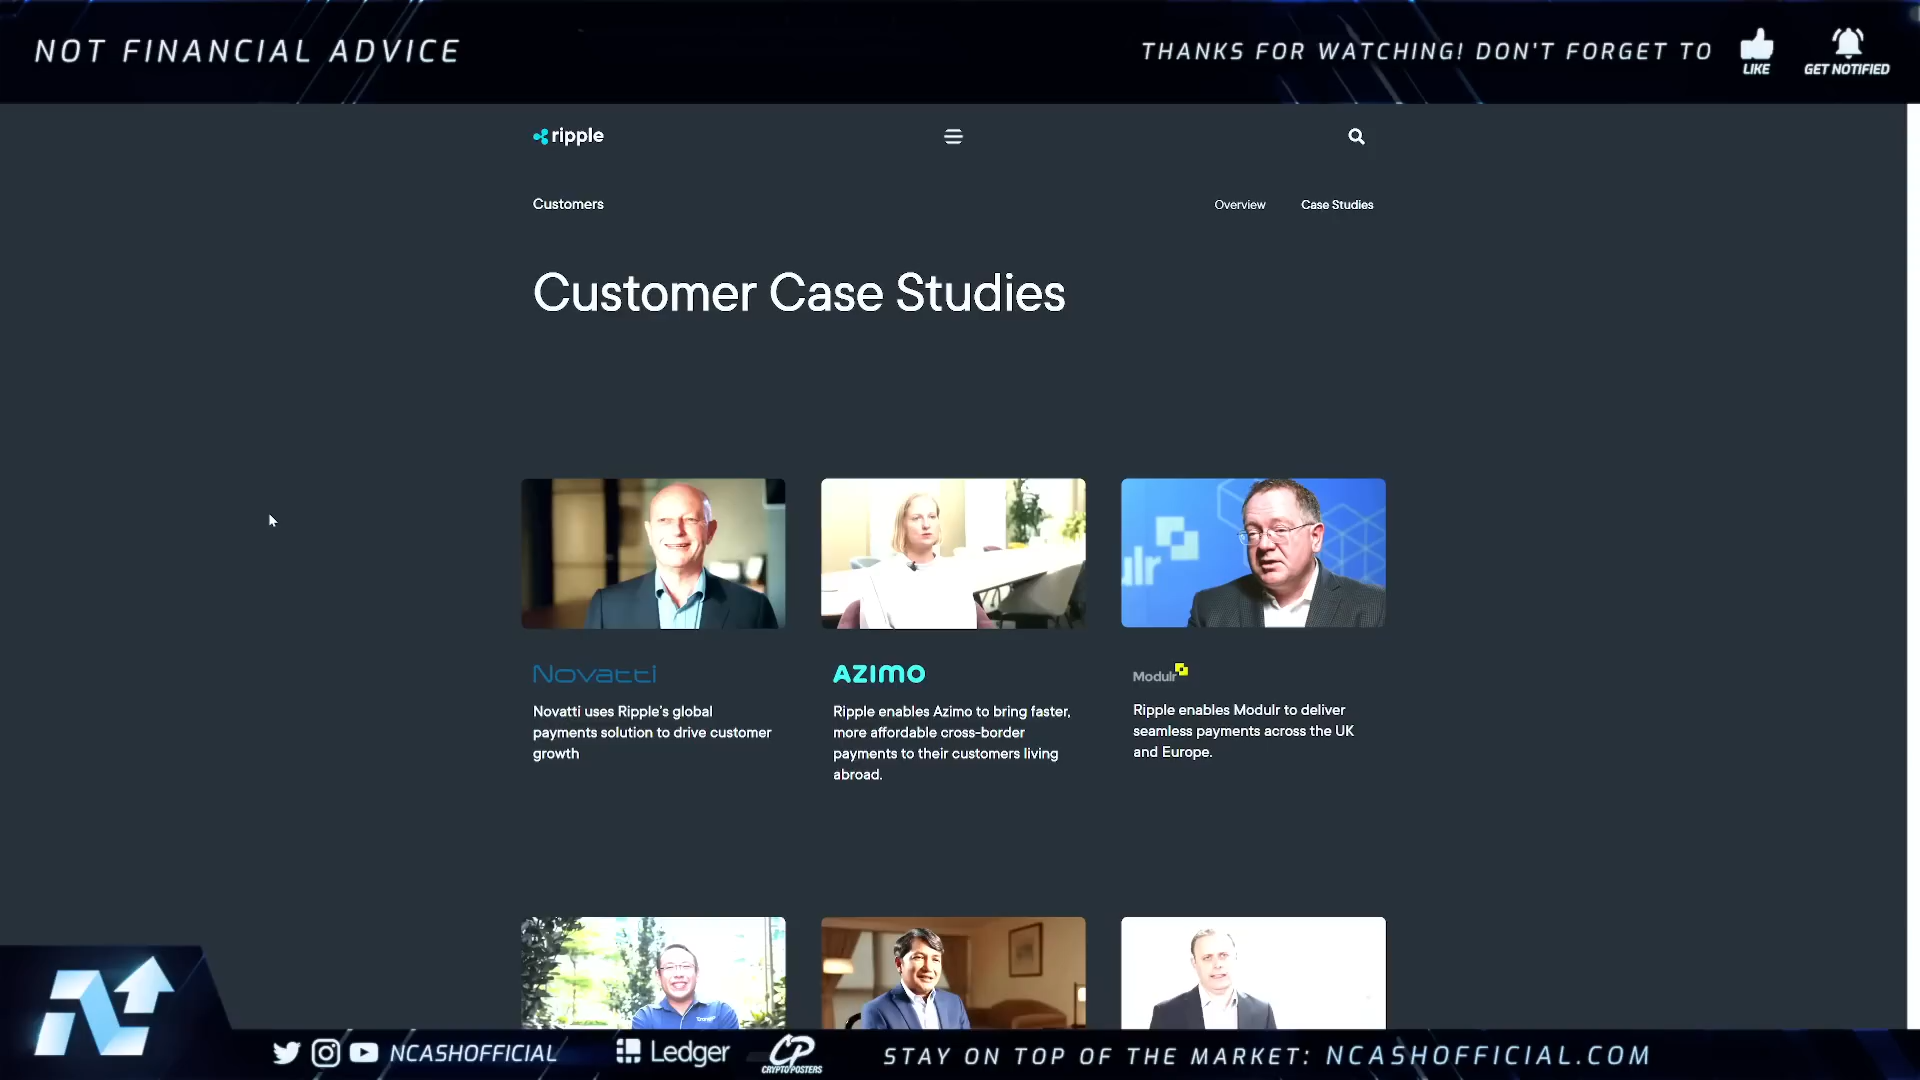 NOT FINANCIAL ADVICE
THANKS FOR WATCHING! DON'T FORGET TO
LIKE
GET NOTIFIED
ripple
Customers
Overview
Case Studies
Customer Case Studies
ulr
Novatti
Novatti uses Ripple's global
payments solution to drive customer
growth
AZIMO
Ripple enables Azimo to bring faster,
more affordable cross-border
payments to their customers living
abroad.
Modulr
Ripple enables Modulr to deliver
seamless payments across the UK
and Europe.
NCASHOFFICIAL
Ledger
CP
CRYPTO POSTERS
STAY ON TOP OF THE MARKET: NCASHOFFICIAL.COM